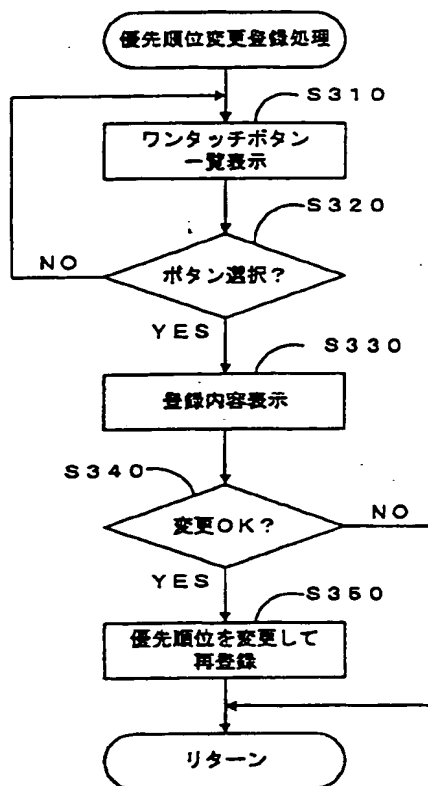 優先順位変更登録処理
S310
ワンタッチボタン
一覧表示
S320
NO
ボタン選択？
YES
S330
登録内容表示
S340
変更OK？
NO
YES
S350
優先順位を変更して
再登録
リターン